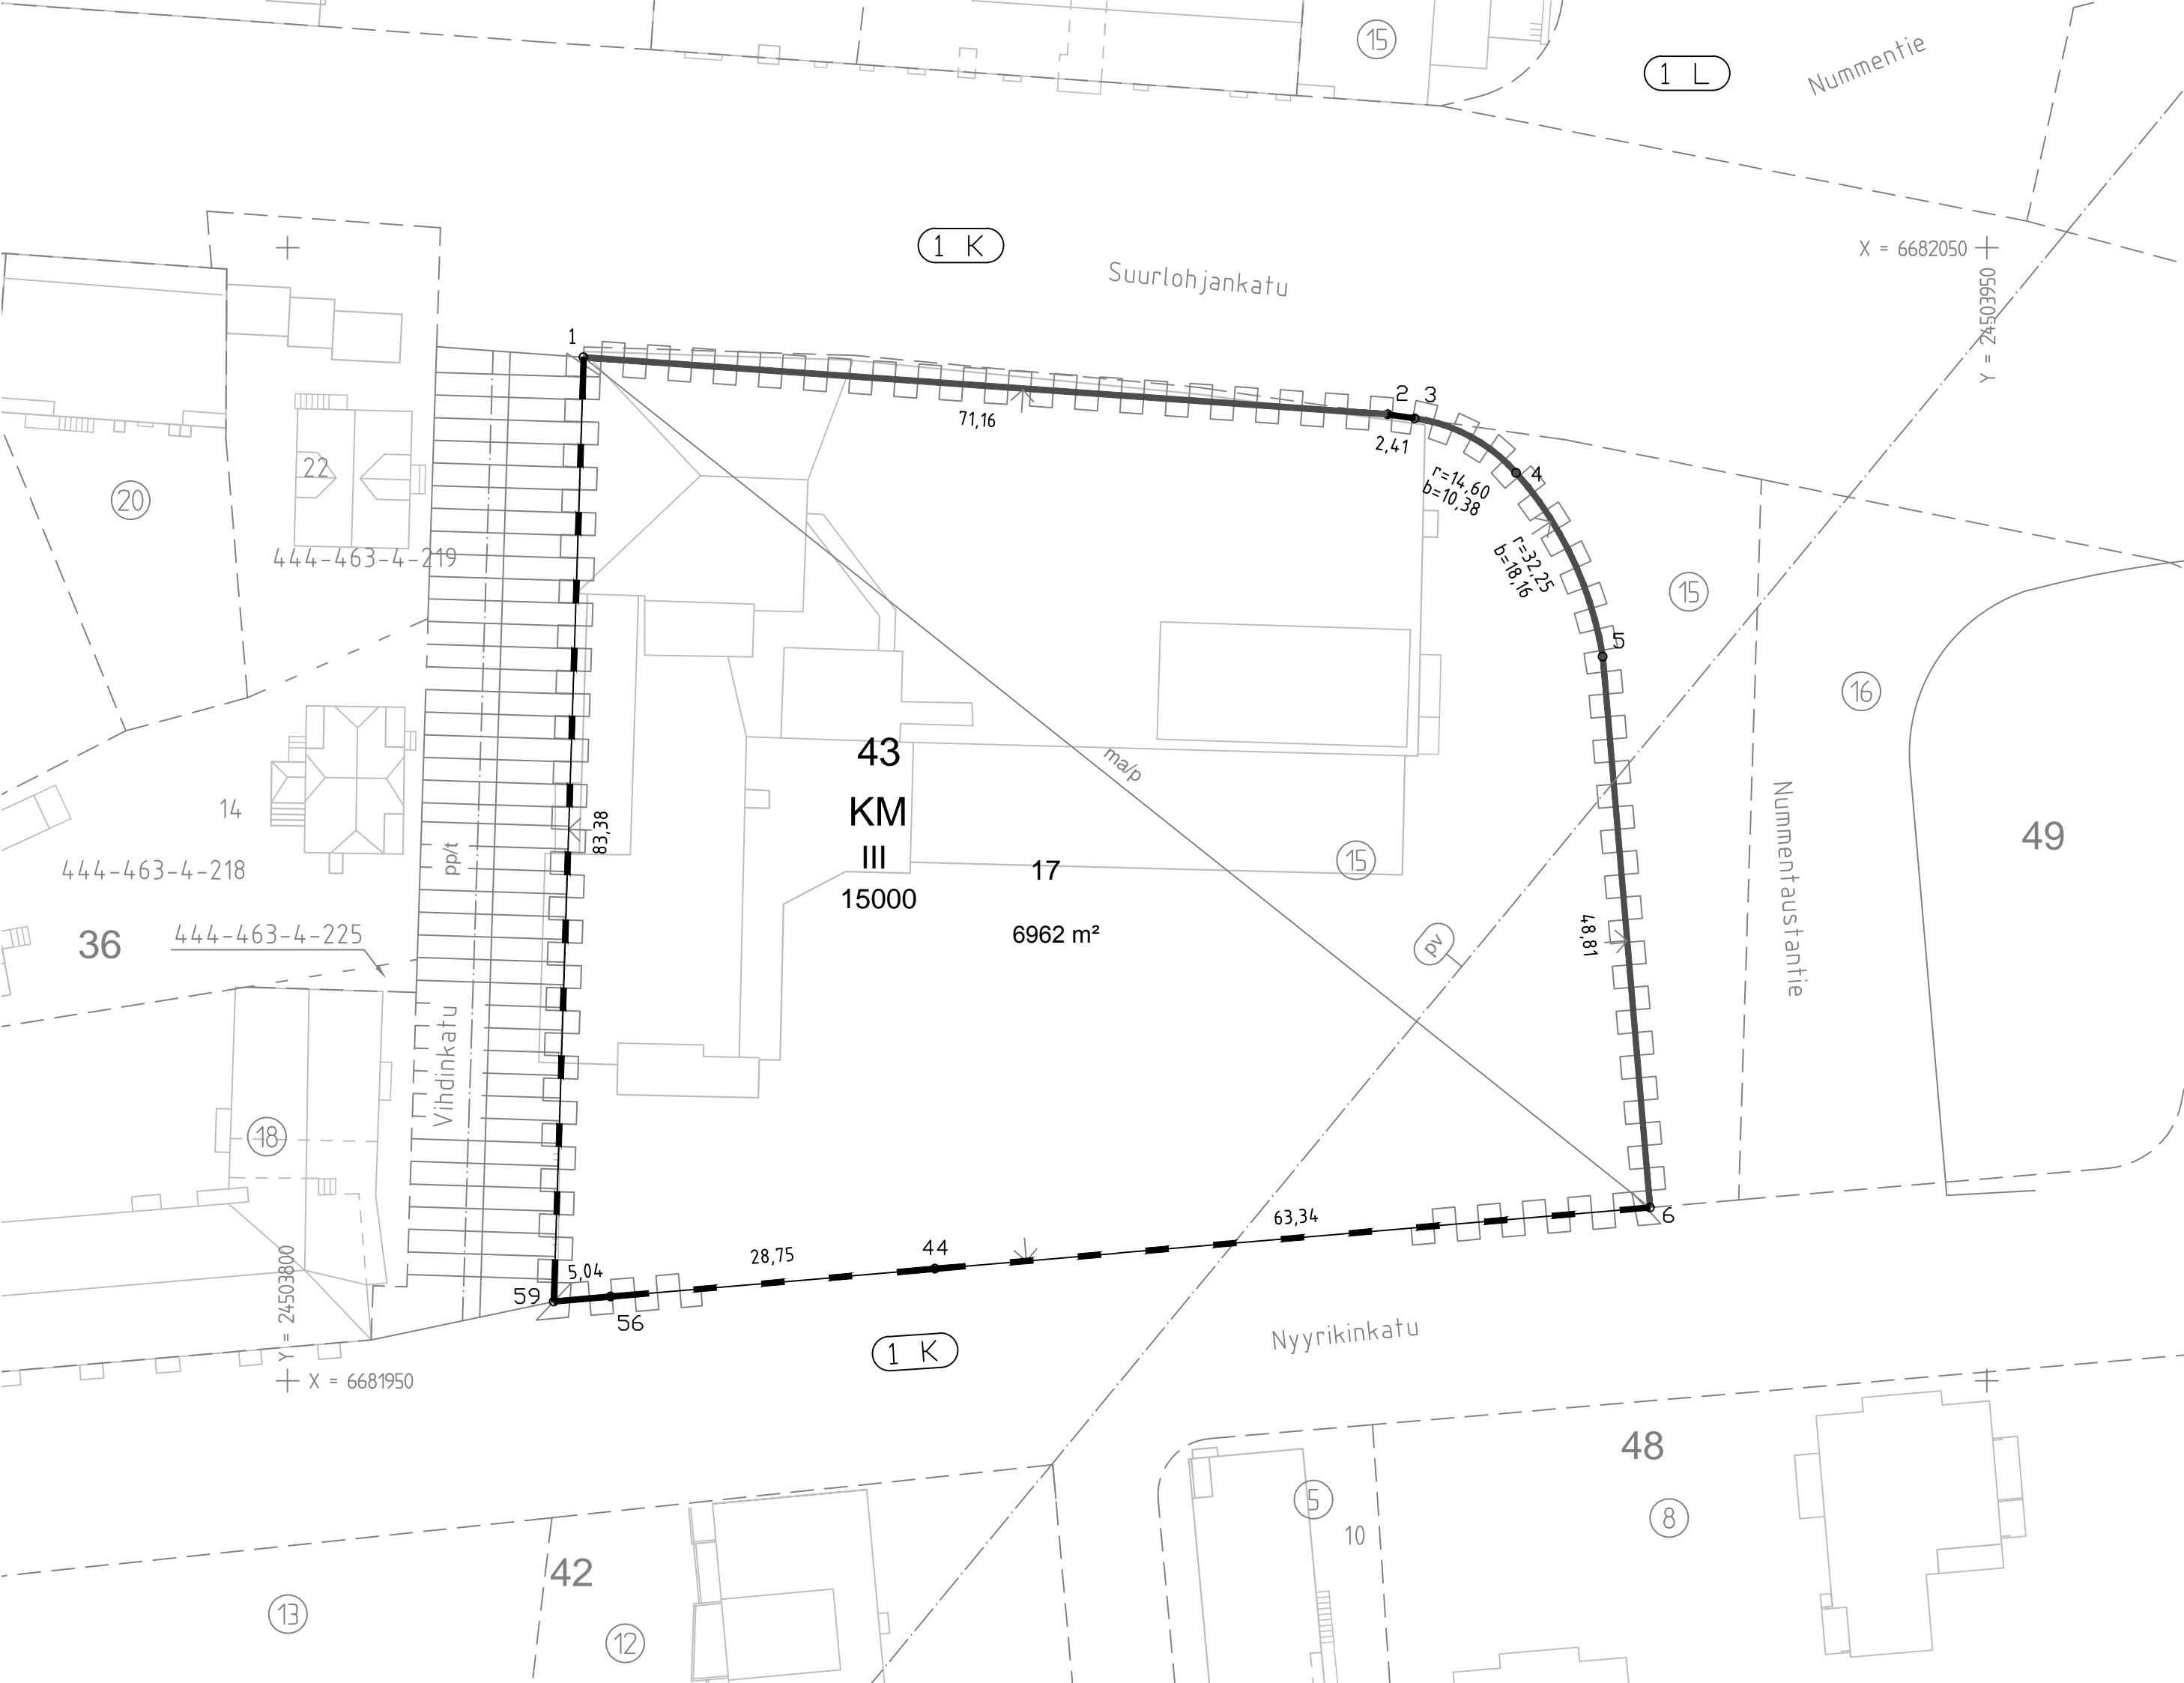 15
1 L
Nummentie
1 K
Suurlohjankatu
X = 6682050
Y = 24503950
1
2
3
71,16
2,41
4
r=14,60
b=10,38
22
20
r=32,25
b=18,16
444-463-4-219
15
5
16
43
ma/p
KM
III
15000
17
15
6962 m²
83,38
pp/t
14
444-463-4-218
49
Nummentaustantie
444-463-4-225
36
pv
48,81
Vihdinkatu
18
6
63,34
44
28,75
5,04
59
56
Y = 24503800
X = 6681950
1 K
Nyyrikinkatu
48
5
10
8
42
13
12